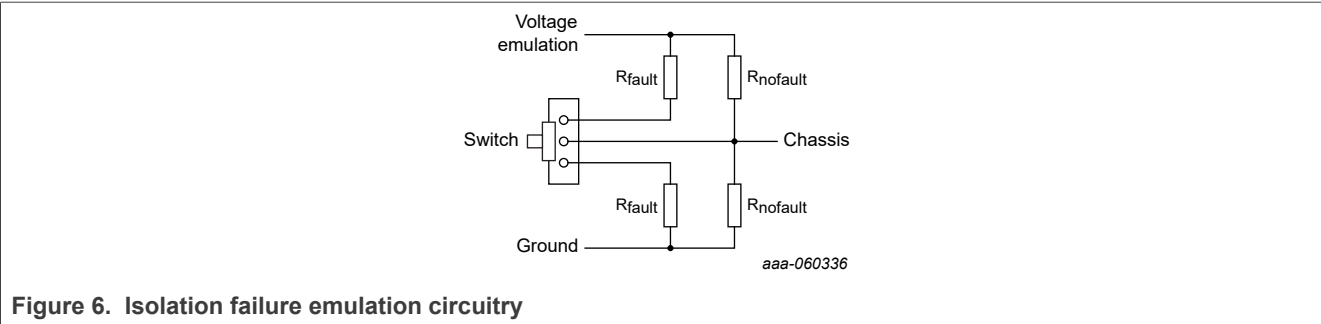 Voltage
emulation
Rfault
Rnofault
Switch
Chassis
Rfault
Rnofault
Ground
aaa-060336
Figure 6. Isolation failure emulation circuitry